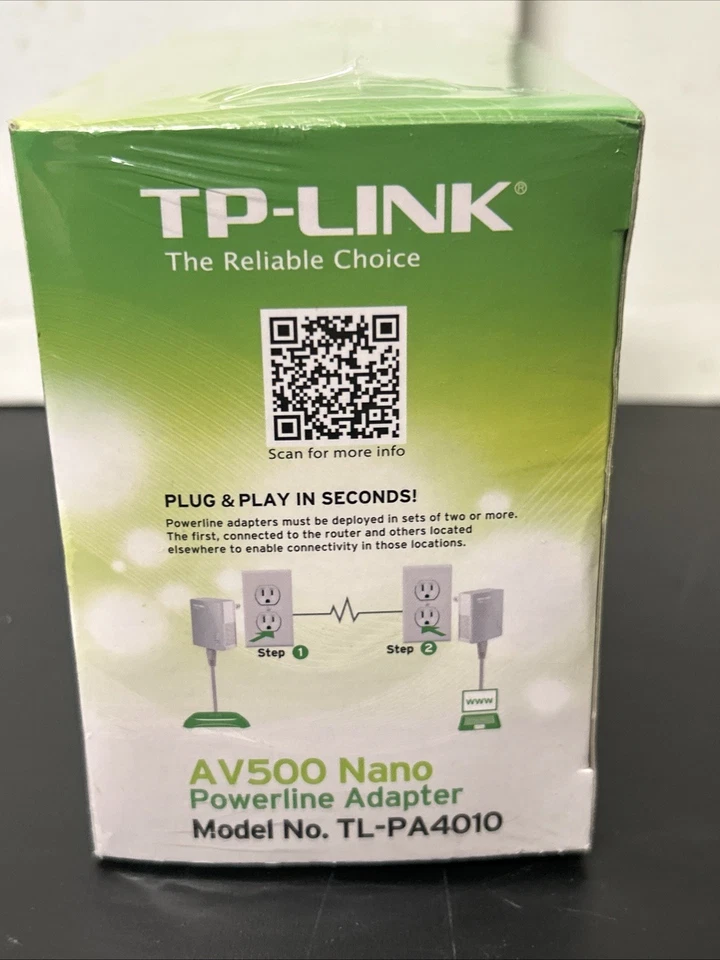 TP-LINK®
The Reliable Choice
Scan for more info
PLUG & PLAY IN SECONDS!
Powerline adapters must be deployed in sets of two or more.
The first, connected to the router and others located
elsewhere to enable connectivity in those locations.
Step 1
Step 2
www
AV500 Nano
Powerline Adapter
Model No. TL-PA4010